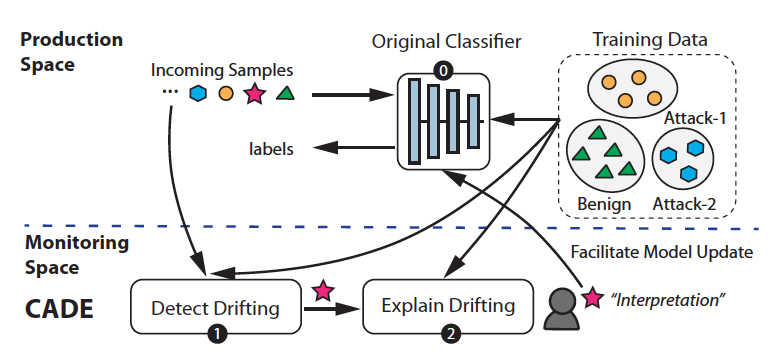 Production
Space
Original Classifier
Training Data
Incoming Samples
...
0
labels
Attack-1
Benign
Attack-2
Monitoring
Space
Facilitate Model Update
CADE
Detect Drifting
1
Explain Drifting
2
“Interpretation”